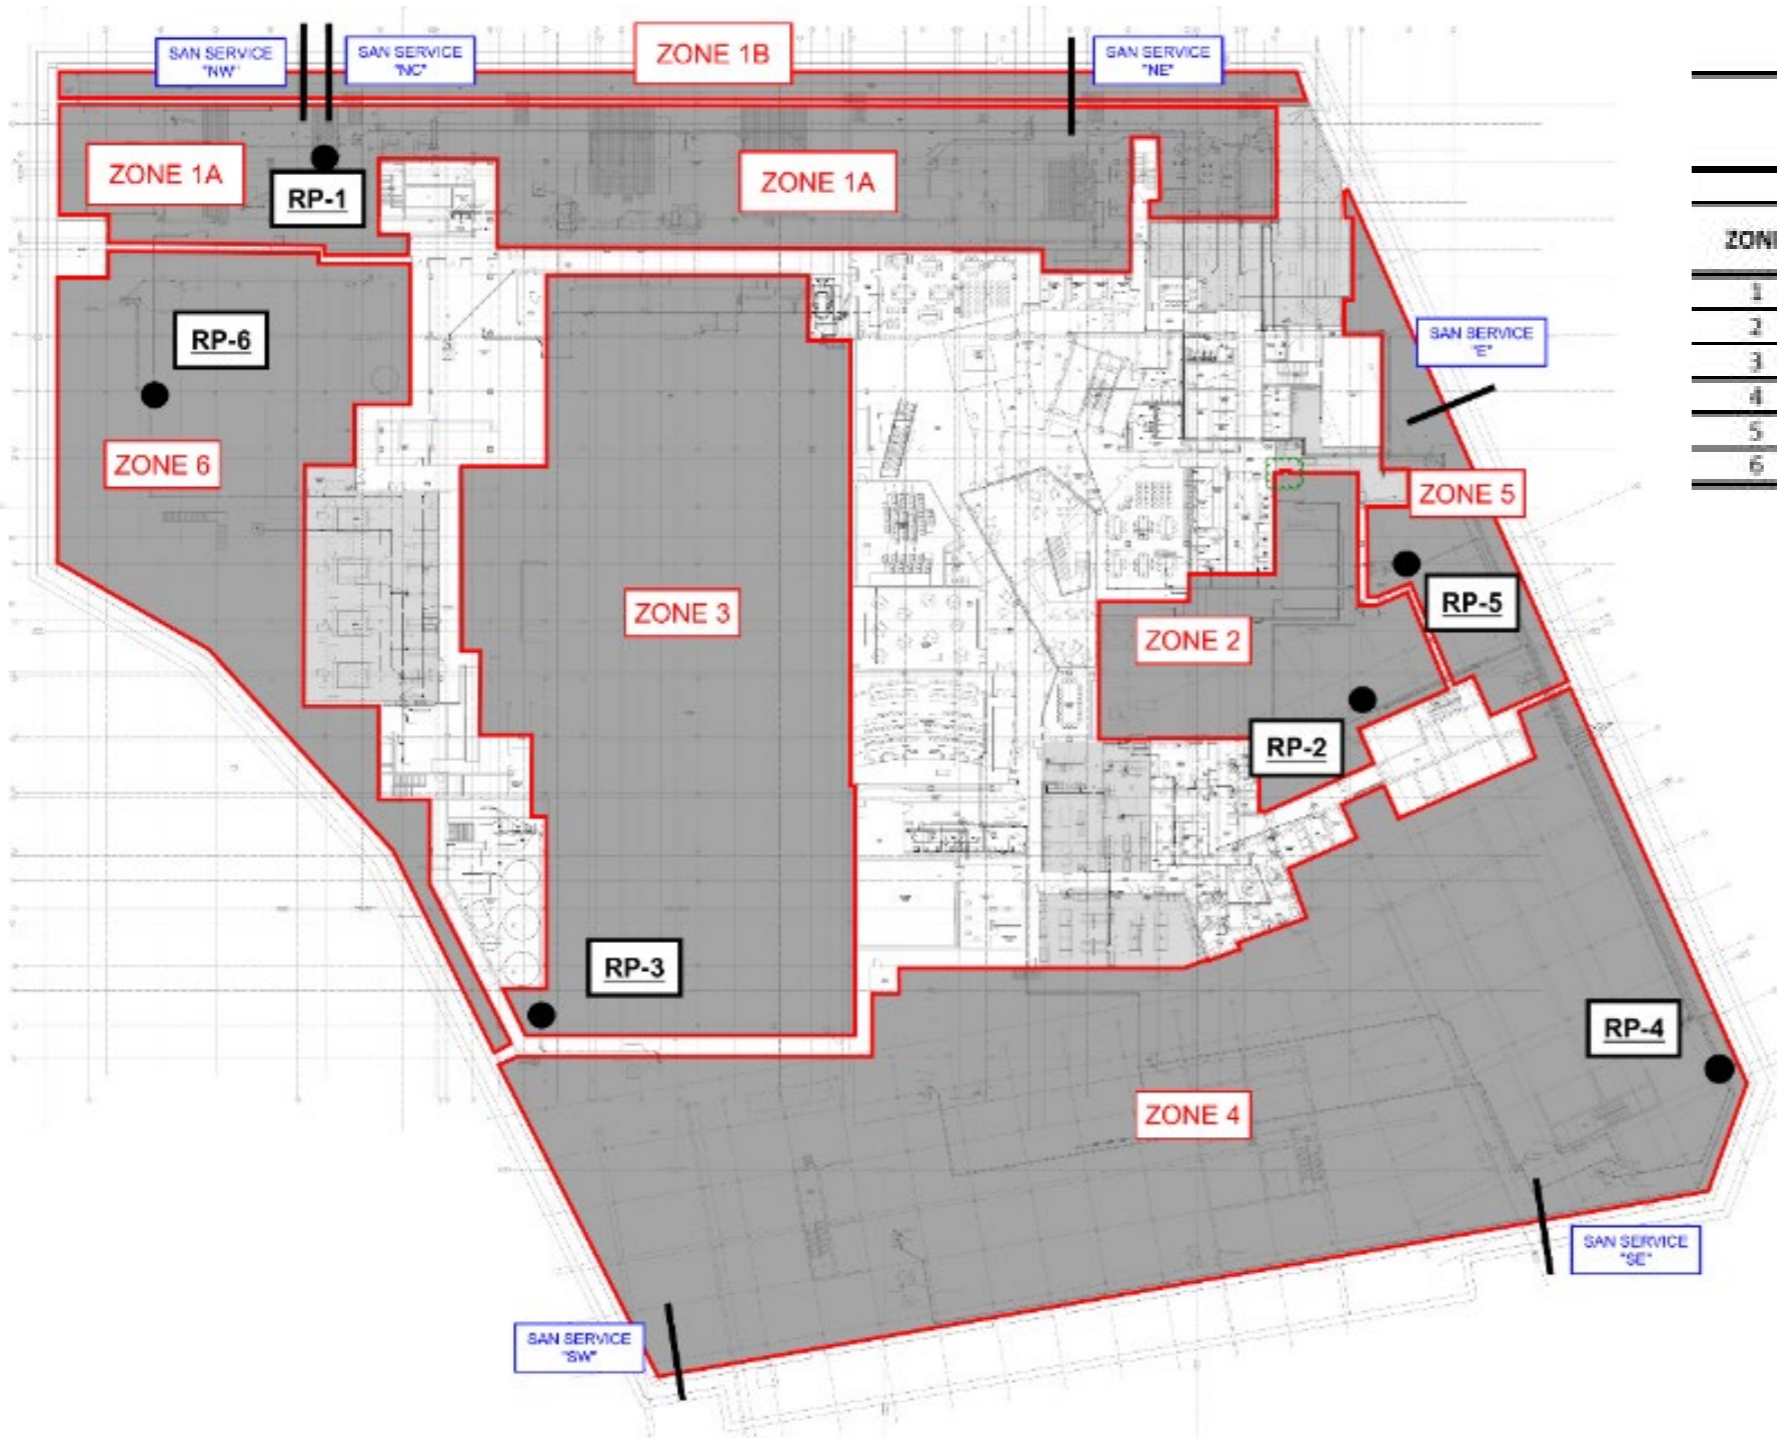 ZONE 1B
SAN SERVICE
"NW"
SAN SERVICE
"NC"
SAN SERVICE
"NE"
ZONE 1A
RP-1
ZONE 1A
ZONE
1
2
3
4
5
6
RP-6
SAN SERVICE
"E"
ZONE 6
ZONE 5
ZONE 3
RP-5
ZONE 2
RP-2
RP-3
RP-4
ZONE 4
SAN SERVICE
"SE"
SAN SERVICE
"SW"